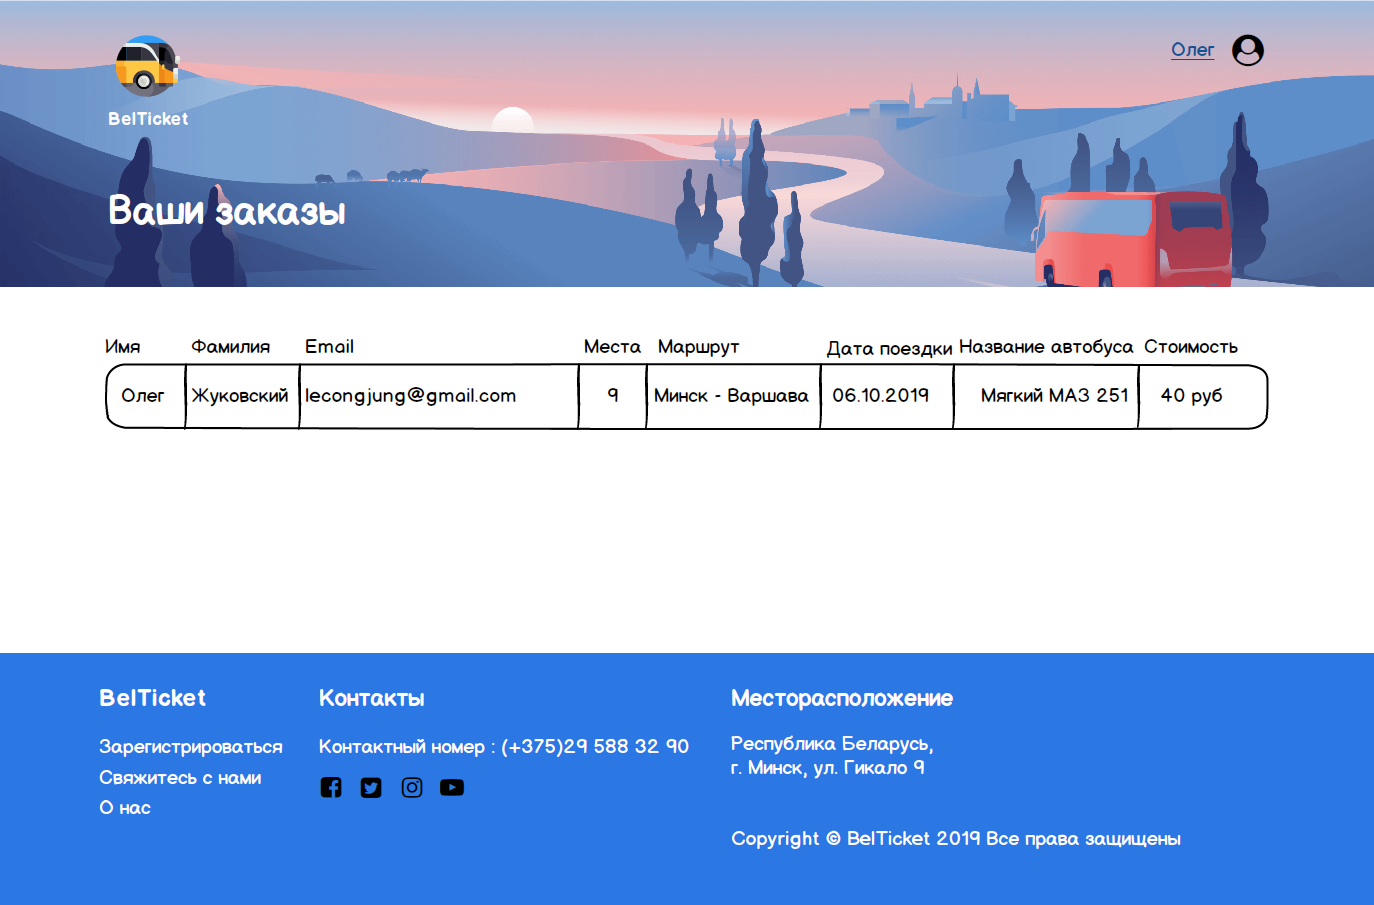 Олег
BelTicket
Ваши заказы
Имя Фамилия Email Места Маршрут Дата поездки Название автобуса Стоимость
Олег Жуковский lecongjung@gmail.com 9 Минск - Варшава 06.10.2019 Мягкий МАЗ 251 40 руб
BelTicket
Зарегистрироваться
Свяжитесь с нами
О нас
Контакты
Контактный номер : (+375)29 588 32 90
Месторасположение
Республика Беларусь,
г. Минск, ул. Гикало 9
Copyright © BelTicket 2019 Все права защищены